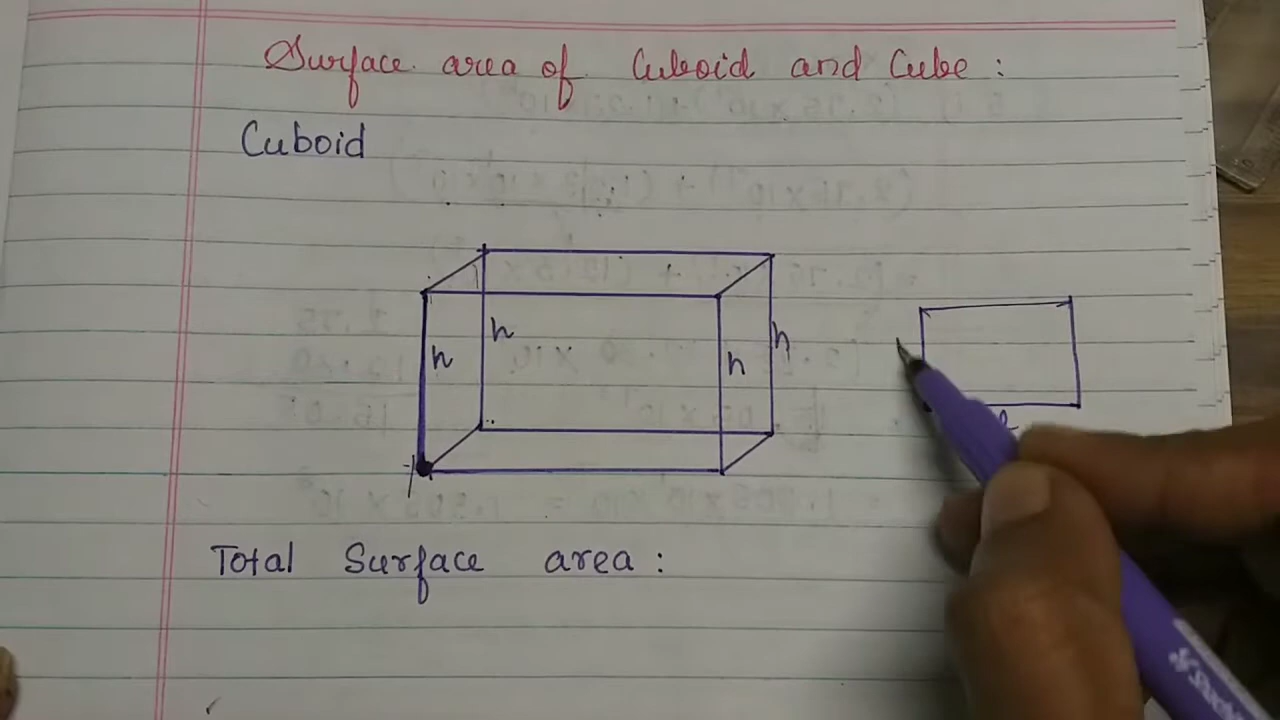 Surface area of Cuboid and Cube :
Cuboid
h h h h
l
Total Surface area :